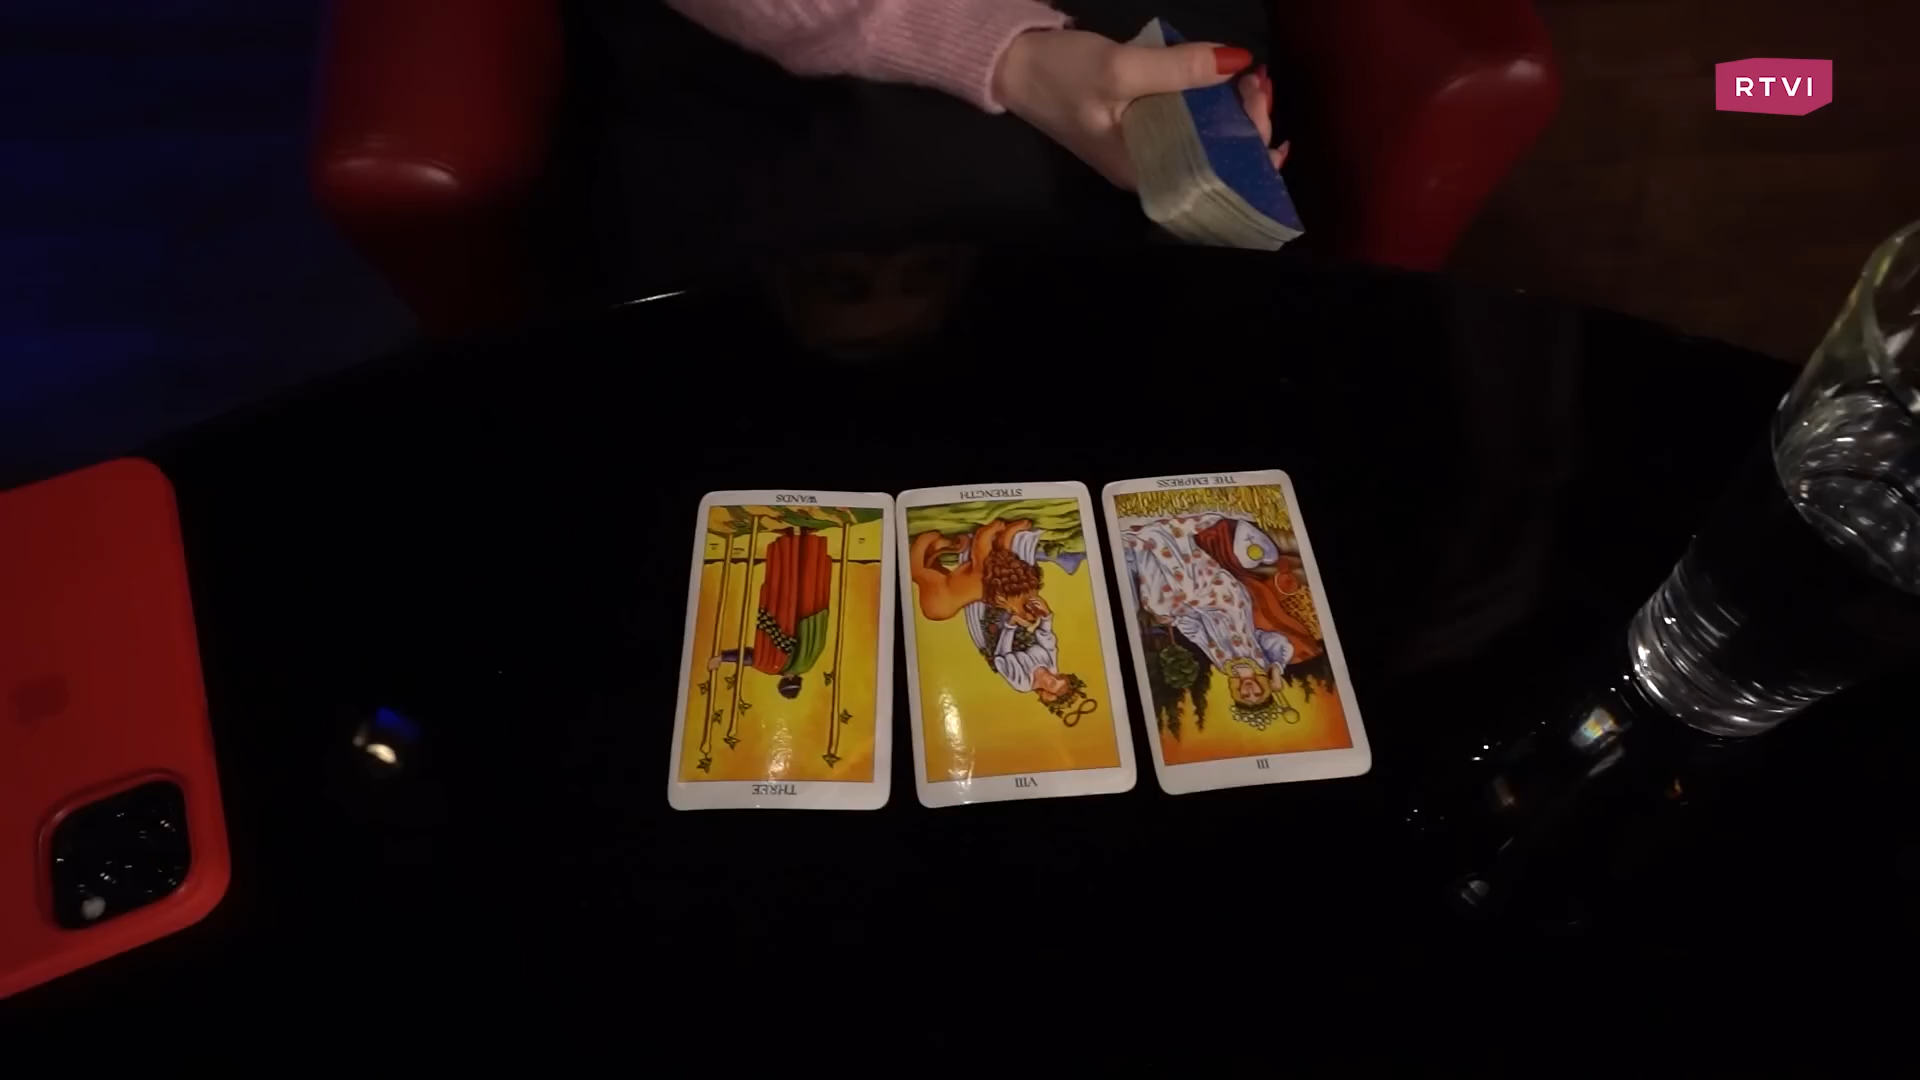 RTVI
WANDS
THREE
STRENGTH
VIII
THE EMPRESS
III